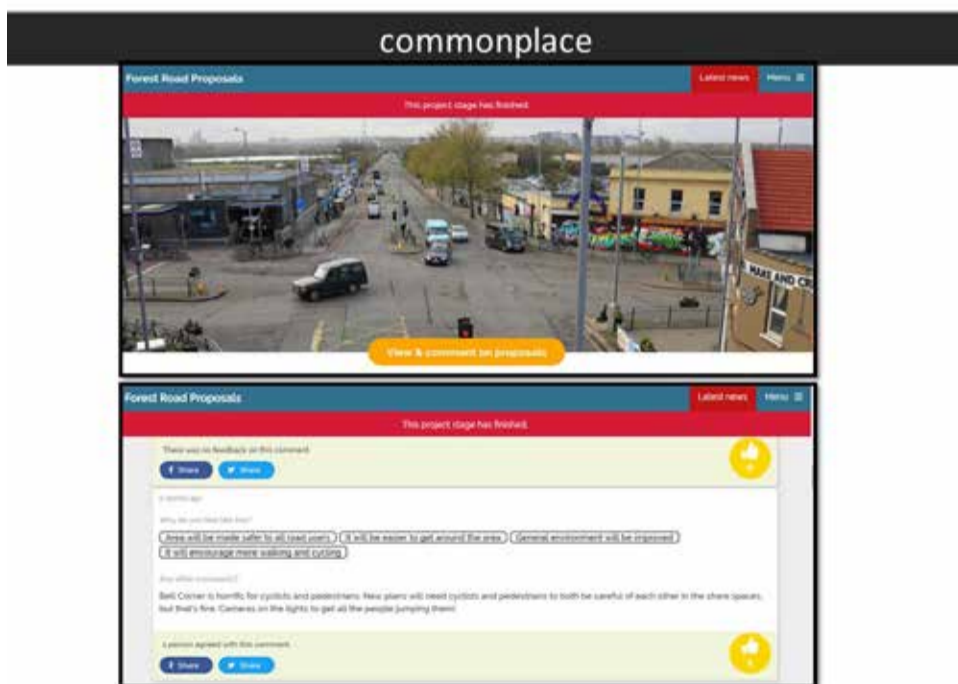 commonplace
Forest Road Proposals
Latest news
Menu
This project stage has finished.
MAKE AND
View & comment on proposals
Forest Road Proposals
Latest news
Menu
This project stage has finished.
There was no feedback on this comment
Share
Share
months ago
Why do you feel like this?
Area will be made safer to all road users
It will be easier to get around the area
General environment will be improved
It will encourage more walking and cycling
Any other comments?
Bell Corner is horrific for cyclists and pedestrians. New plans will need cyclists and pedestrians to both be careful of each other in the share spaces,
but that's fine. Cameras on the lights to get all the people jumping them!
person agreed with this comment
Share
Share